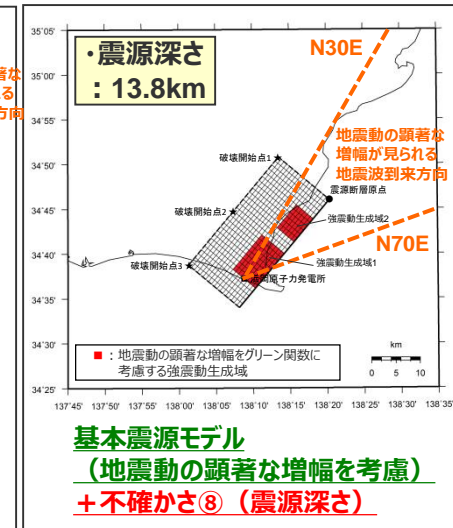 著な
る
方向
・震源深さ
：13.8km
N30E
地震動の顕著な
増幅が見られる
地震波到来方向
N70E
破壊開始点1
破壊開始点2
破壊開始点3
震源断層原点
強震動生成域2
強震動生成域1
浜岡原子力発電所
35˚05'
35˚00'
34˚55'
34˚50'
34˚45'
34˚40'
34˚35'
34˚30'
34˚25'
137˚45' 137˚50' 137˚55' 138˚00' 138˚05' 138˚10' 138˚15' 138˚20' 138˚25' 138˚30' 138˚35'
■：地震動の顕著な増幅をグリーン関数に
考慮する強震動生成域
km
0 5 10
基本震源モデル
（地震動の顕著な増幅を考慮）
＋不確かさ⑧（震源深さ）